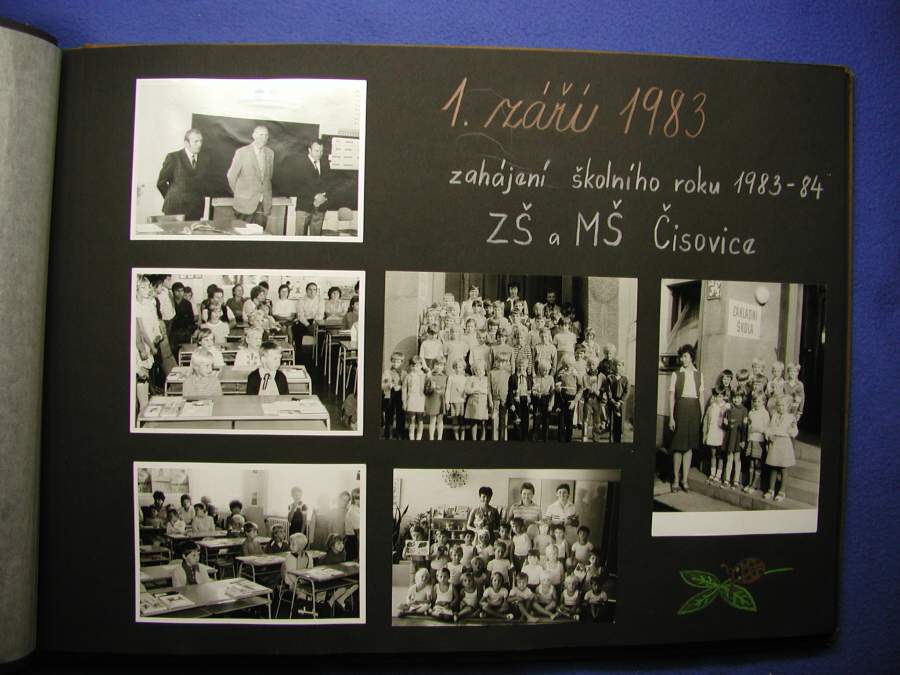 1. září 1983
zahájení školního roku 1983-84
ZŠ a MŠ Čisovice
ZÁKLADNÍ
ŠKOLA